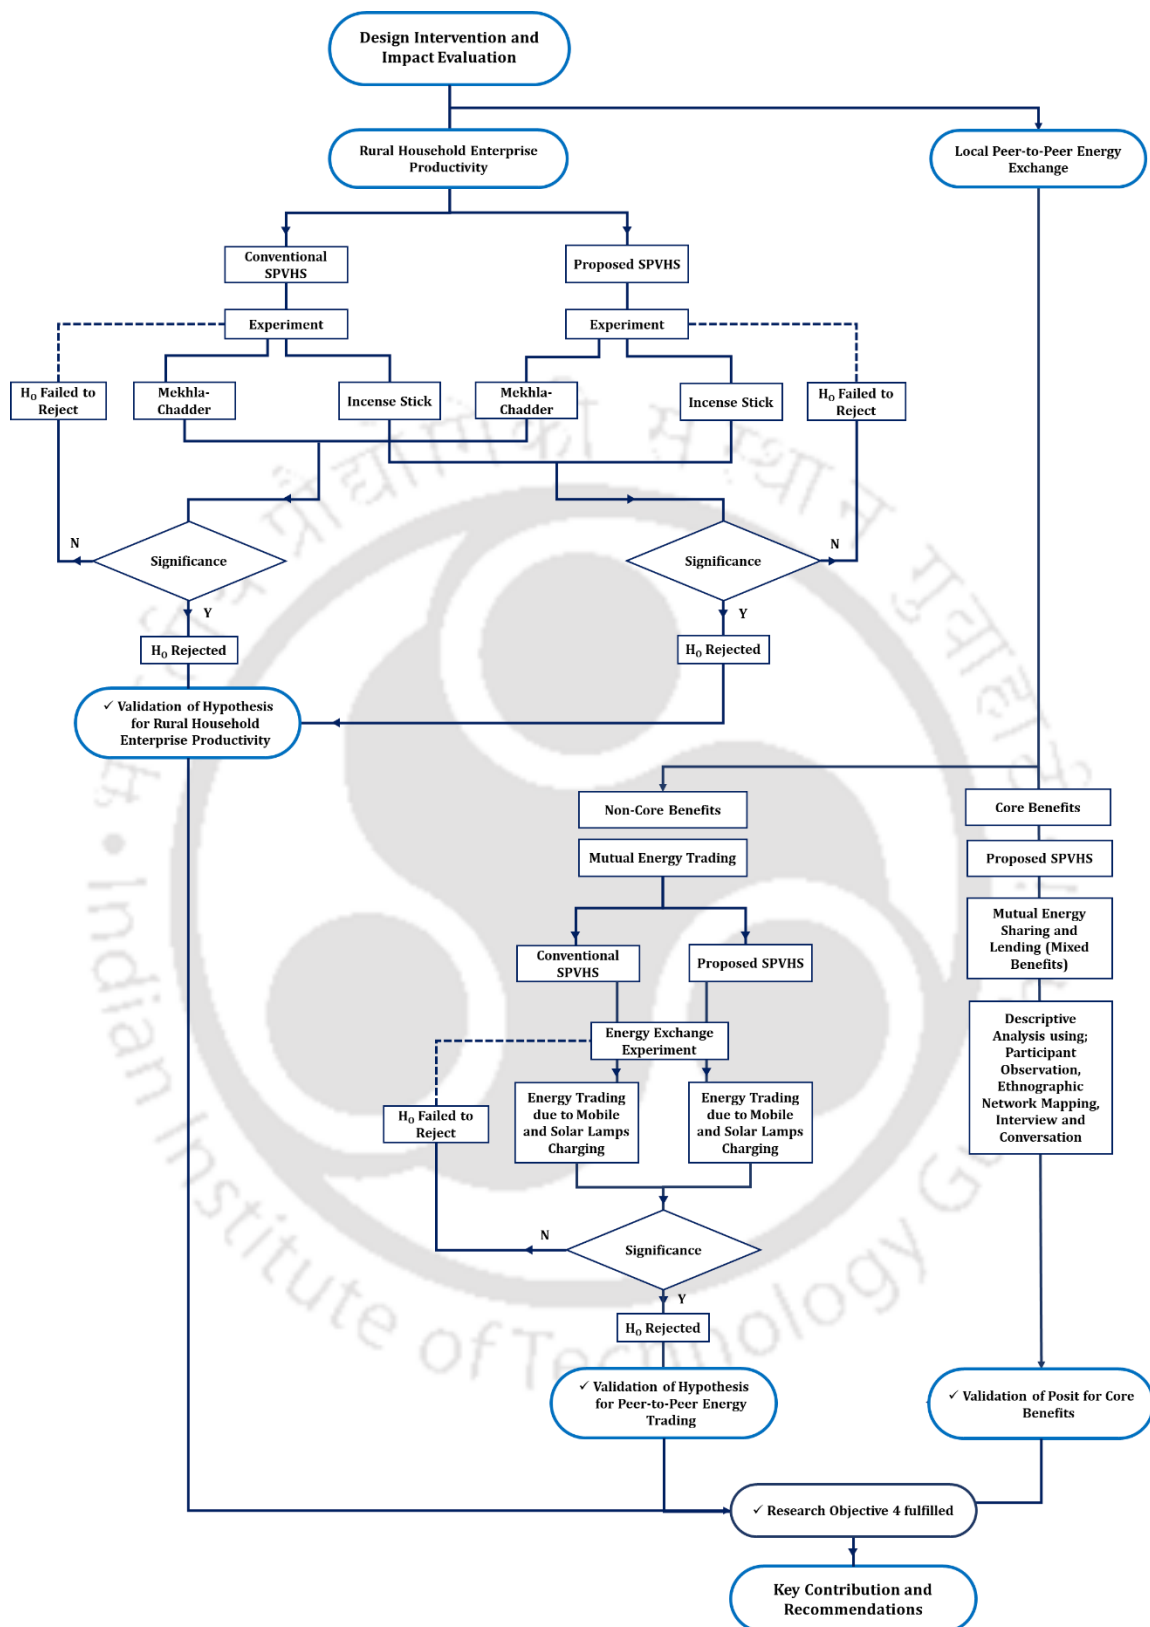 Design Intervention and
Impact Evaluation
Rural Household Enterprise
Productivity
Local Peer-to-Peer Energy
Exchange
Conventional
SPVHS
Proposed SPVHS
Experiment
Experiment
H₀ Failed to
Reject
Mekhla-
Chadder
Incense Stick
Mekhla-
Chadder
Incense Stick
H₀ Failed to
Reject
N
Significance
Y
Significance
N
Y
H₀ Rejected
H₀ Rejected
✓ Validation of Hypothesis
for Rural Household
Enterprise Productivity
Non-Core Benefits
Core Benefits
Mutual Energy Trading
Proposed SPVHS
Mutual Energy
Sharing and
Lending (Mixed
Benefits)
Conventional
SPVHS
Proposed SPVHS
Descriptive
Analysis using;
Participant
Observation,
Ethnographic
Network Mapping,
Interview and
Conversation
Energy Exchange
Experiment
H₀ Failed to
Reject
Energy Trading
due to Mobile
and Solar Lamps
Charging
Energy Trading
due to Mobile
and Solar Lamps
Charging
N
Significance
Y
H₀ Rejected
✓ Validation of Hypothesis
for Peer-to-Peer Energy
Trading
✓ Validation of Posit for Core
Benefits
✓ Research Objective 4 fulfilled
Key Contribution and
Recommendations
Indian Institute of Technology